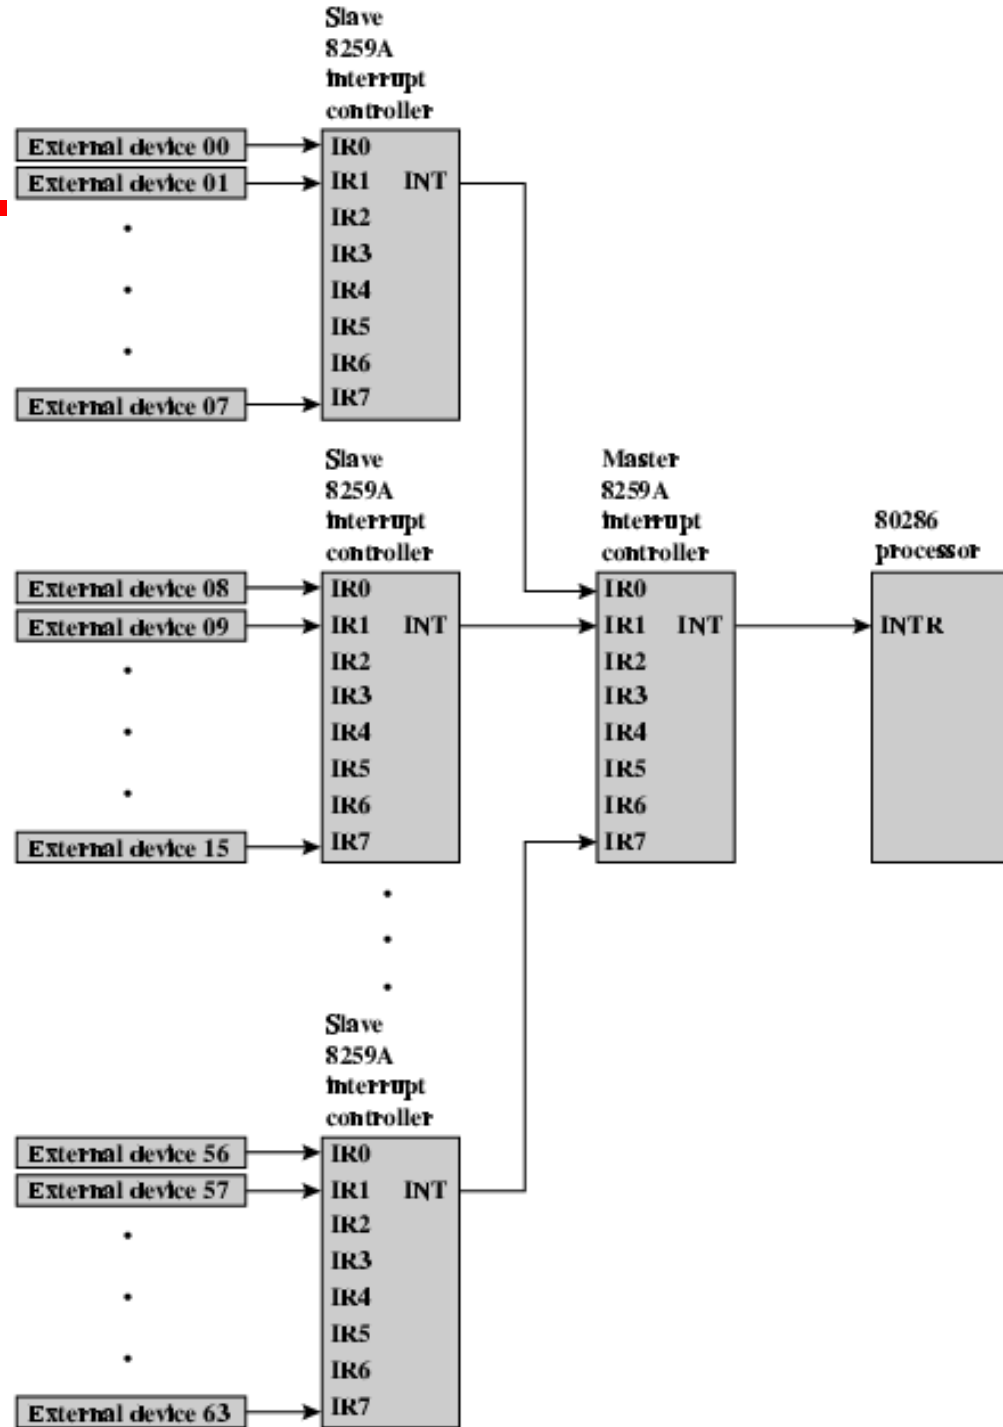 Slave
8259A
interrupt
controller
External device 00
External device 01
External device 07
IR0
IR1 INT
IR2
IR3
IR4
IR5
IR6
IR7
Slave
8259A
interrupt
controller
External device 08
External device 09
External device 15
IR0
IR1 INT
IR2
IR3
IR4
IR5
IR6
IR7
Master
8259A
interrupt
controller
IR0
IR1 INT
IR2
IR3
IR4
IR5
IR6
IR7
80286
processor
INTR
Slave
8259A
interrupt
controller
External device 56
External device 57
External device 63
IR0
IR1 INT
IR2
IR3
IR4
IR5
IR6
IR7